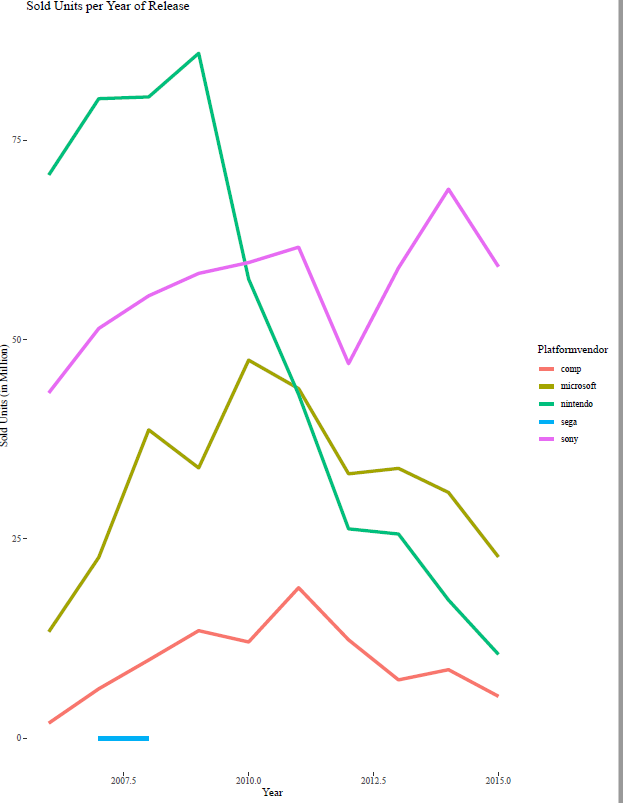 Sold Units per Year of Release
75
50
25
0
Sold Units (in Million)
2007.5 2010.0 2012.5 2015.0
Year
Platformvendor
comp
microsoft
nintendo
sega
sony